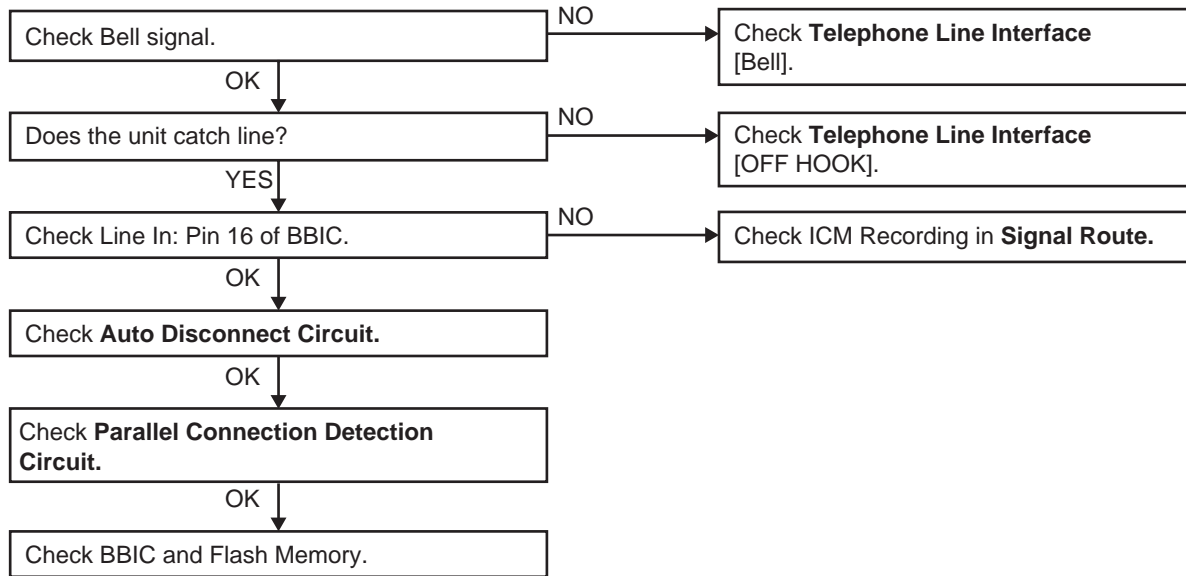 Check Bell signal.
NO
Check Telephone Line Interface
[Bell].
OK
Does the unit catch line?
NO
Check Telephone Line Interface
[OFF HOOK].
YES
Check Line In: Pin 16 of BBIC.
NO
Check ICM Recording in Signal Route.
OK
Check Auto Disconnect Circuit.
OK
Check Parallel Connection Detection
Circuit.
OK
Check BBIC and Flash Memory.